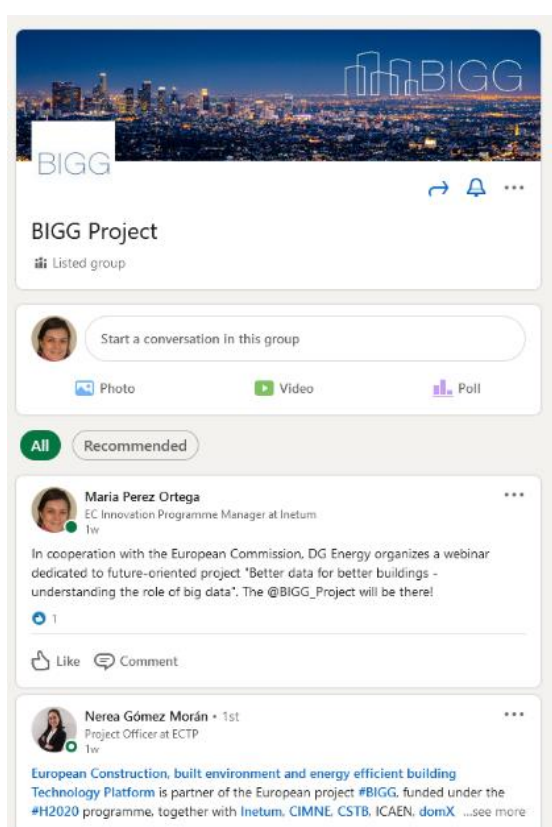 BIGG
BIGG
BIGG Project
Listed group
Start a conversation in this group
Photo Video Poll
All Recommended
Maria Perez Ortega
EC Innovation Programme Manager at Inetum
1w
In cooperation with the European Commission, DG Energy organizes a webinar
dedicated to future-oriented project "Better data for better buildings -
understanding the role of big data". The @BIGG_Project will be there!
1
Like Comment
Nerea Gómez Morán • 1st
Project Officer at ECTP
1w
European Construction, built environment and energy efficient building
Technology Platform is partner of the European project #BIGG, funded under the
#H2020 programme, together with Inetum, CIMNE, CSTB, ICAEN, domX ...see more